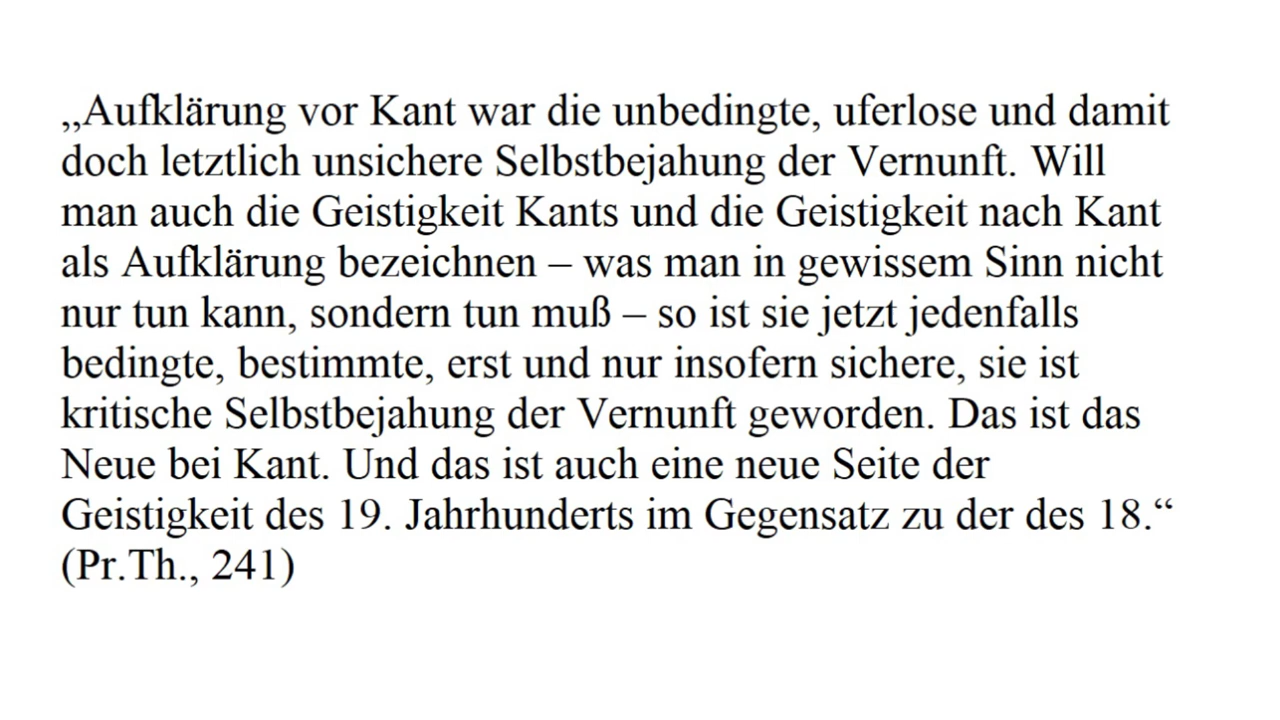 „Aufklärung vor Kant war die unbedingte, uferlose und damit
doch letztlich unsichere Selbstbejahung der Vernunft. Will
man auch die Geistigkeit Kants und die Geistigkeit nach Kant
als Aufklärung bezeichnen – was man in gewissem Sinn nicht
nur tun kann, sondern tun muß – so ist sie jetzt jedenfalls
bedingte, bestimmte, erst und nur insofern sichere, sie ist
kritische Selbstbejahung der Vernunft geworden. Das ist das
Neue bei Kant. Und das ist auch eine neue Seite der
Geistigkeit des 19. Jahrhunderts im Gegensatz zu der des 18.“
(Pr.Th., 241)